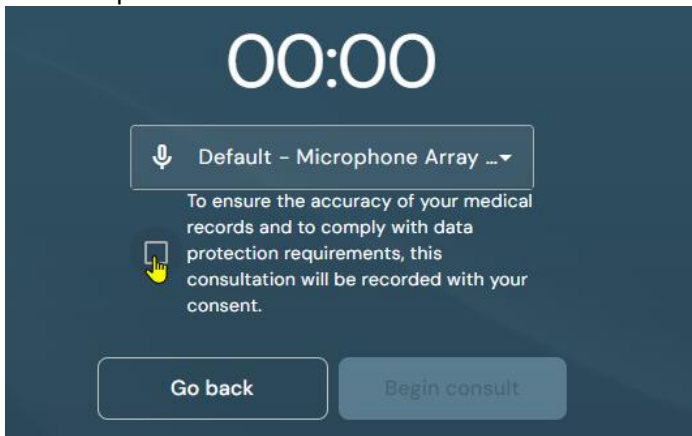 00:00
Default - Microphone Array ...
To ensure the accuracy of your medical
records and to comply with data
protection requirements, this
consultation will be recorded with your
consent.
Go back
Begin consult